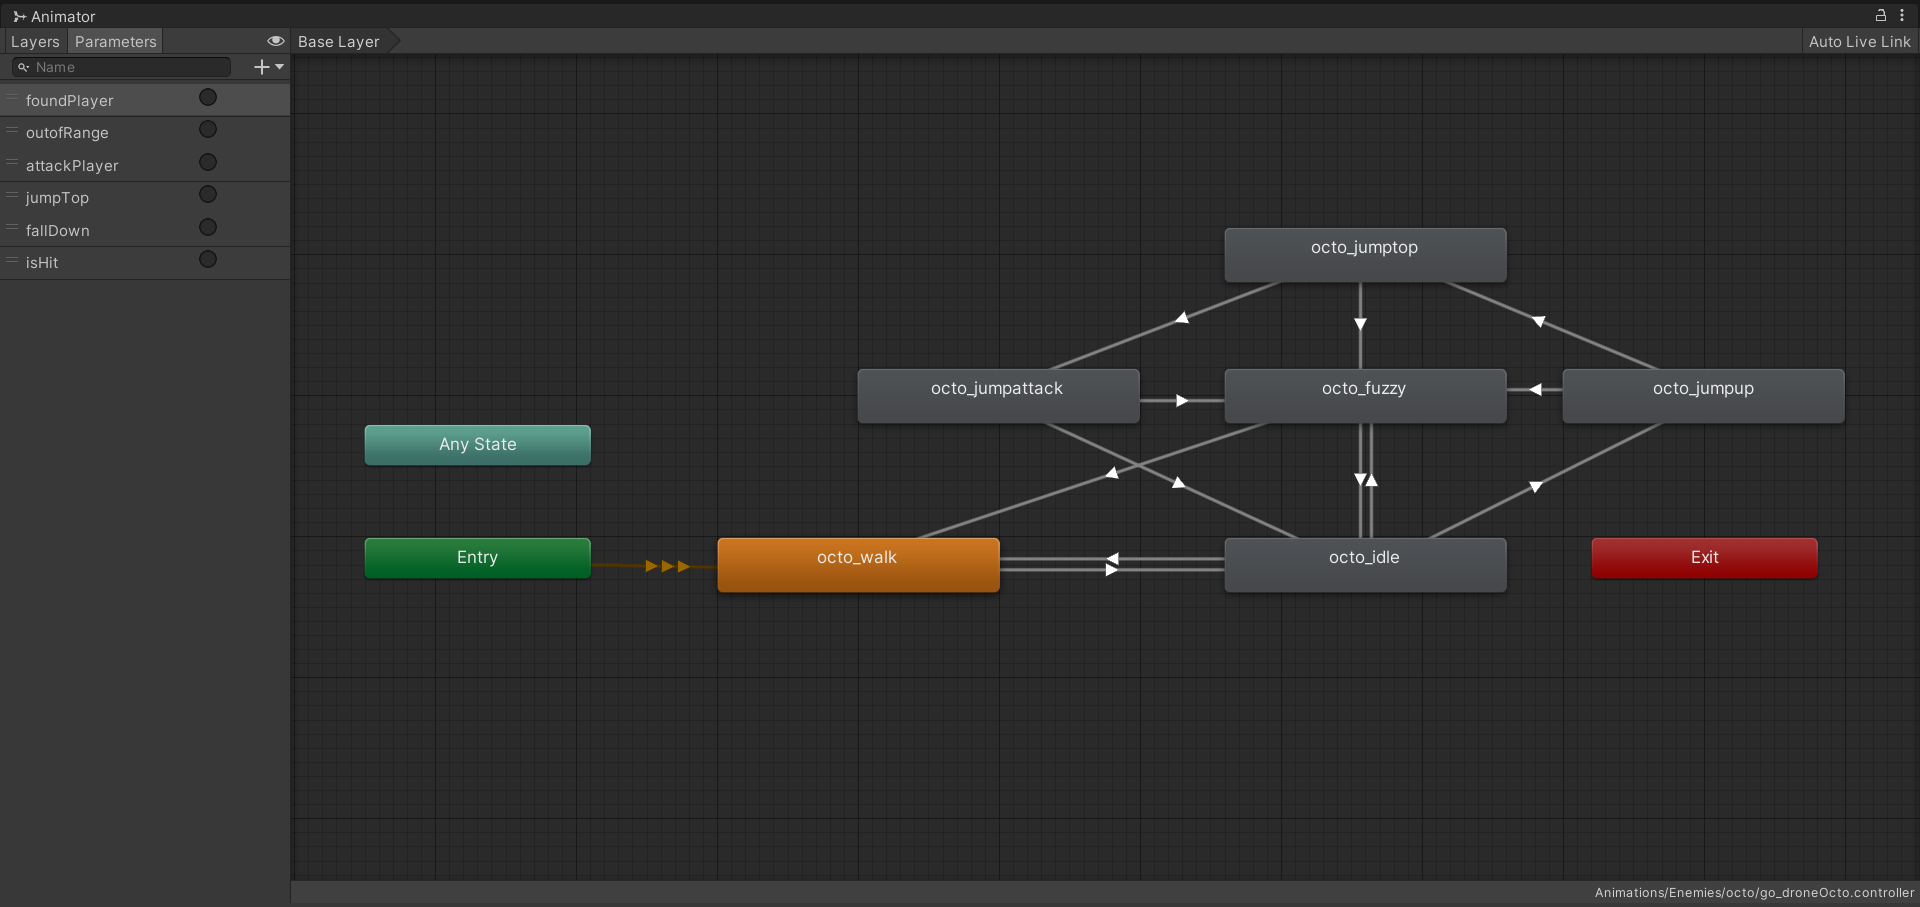 Animator
Layers Parameters
Base Layer
Auto Live Link
Name
foundPlayer
outofRange
attackPlayer
jumpTop
fallDown
isHit
octo_jumptop
octo_jumpattack
octo_fuzzy
octo_jumpup
Any State
Entry
octo_walk
octo_idle
Exit
Animations/Enemies/octo/go_droneOcto.controller